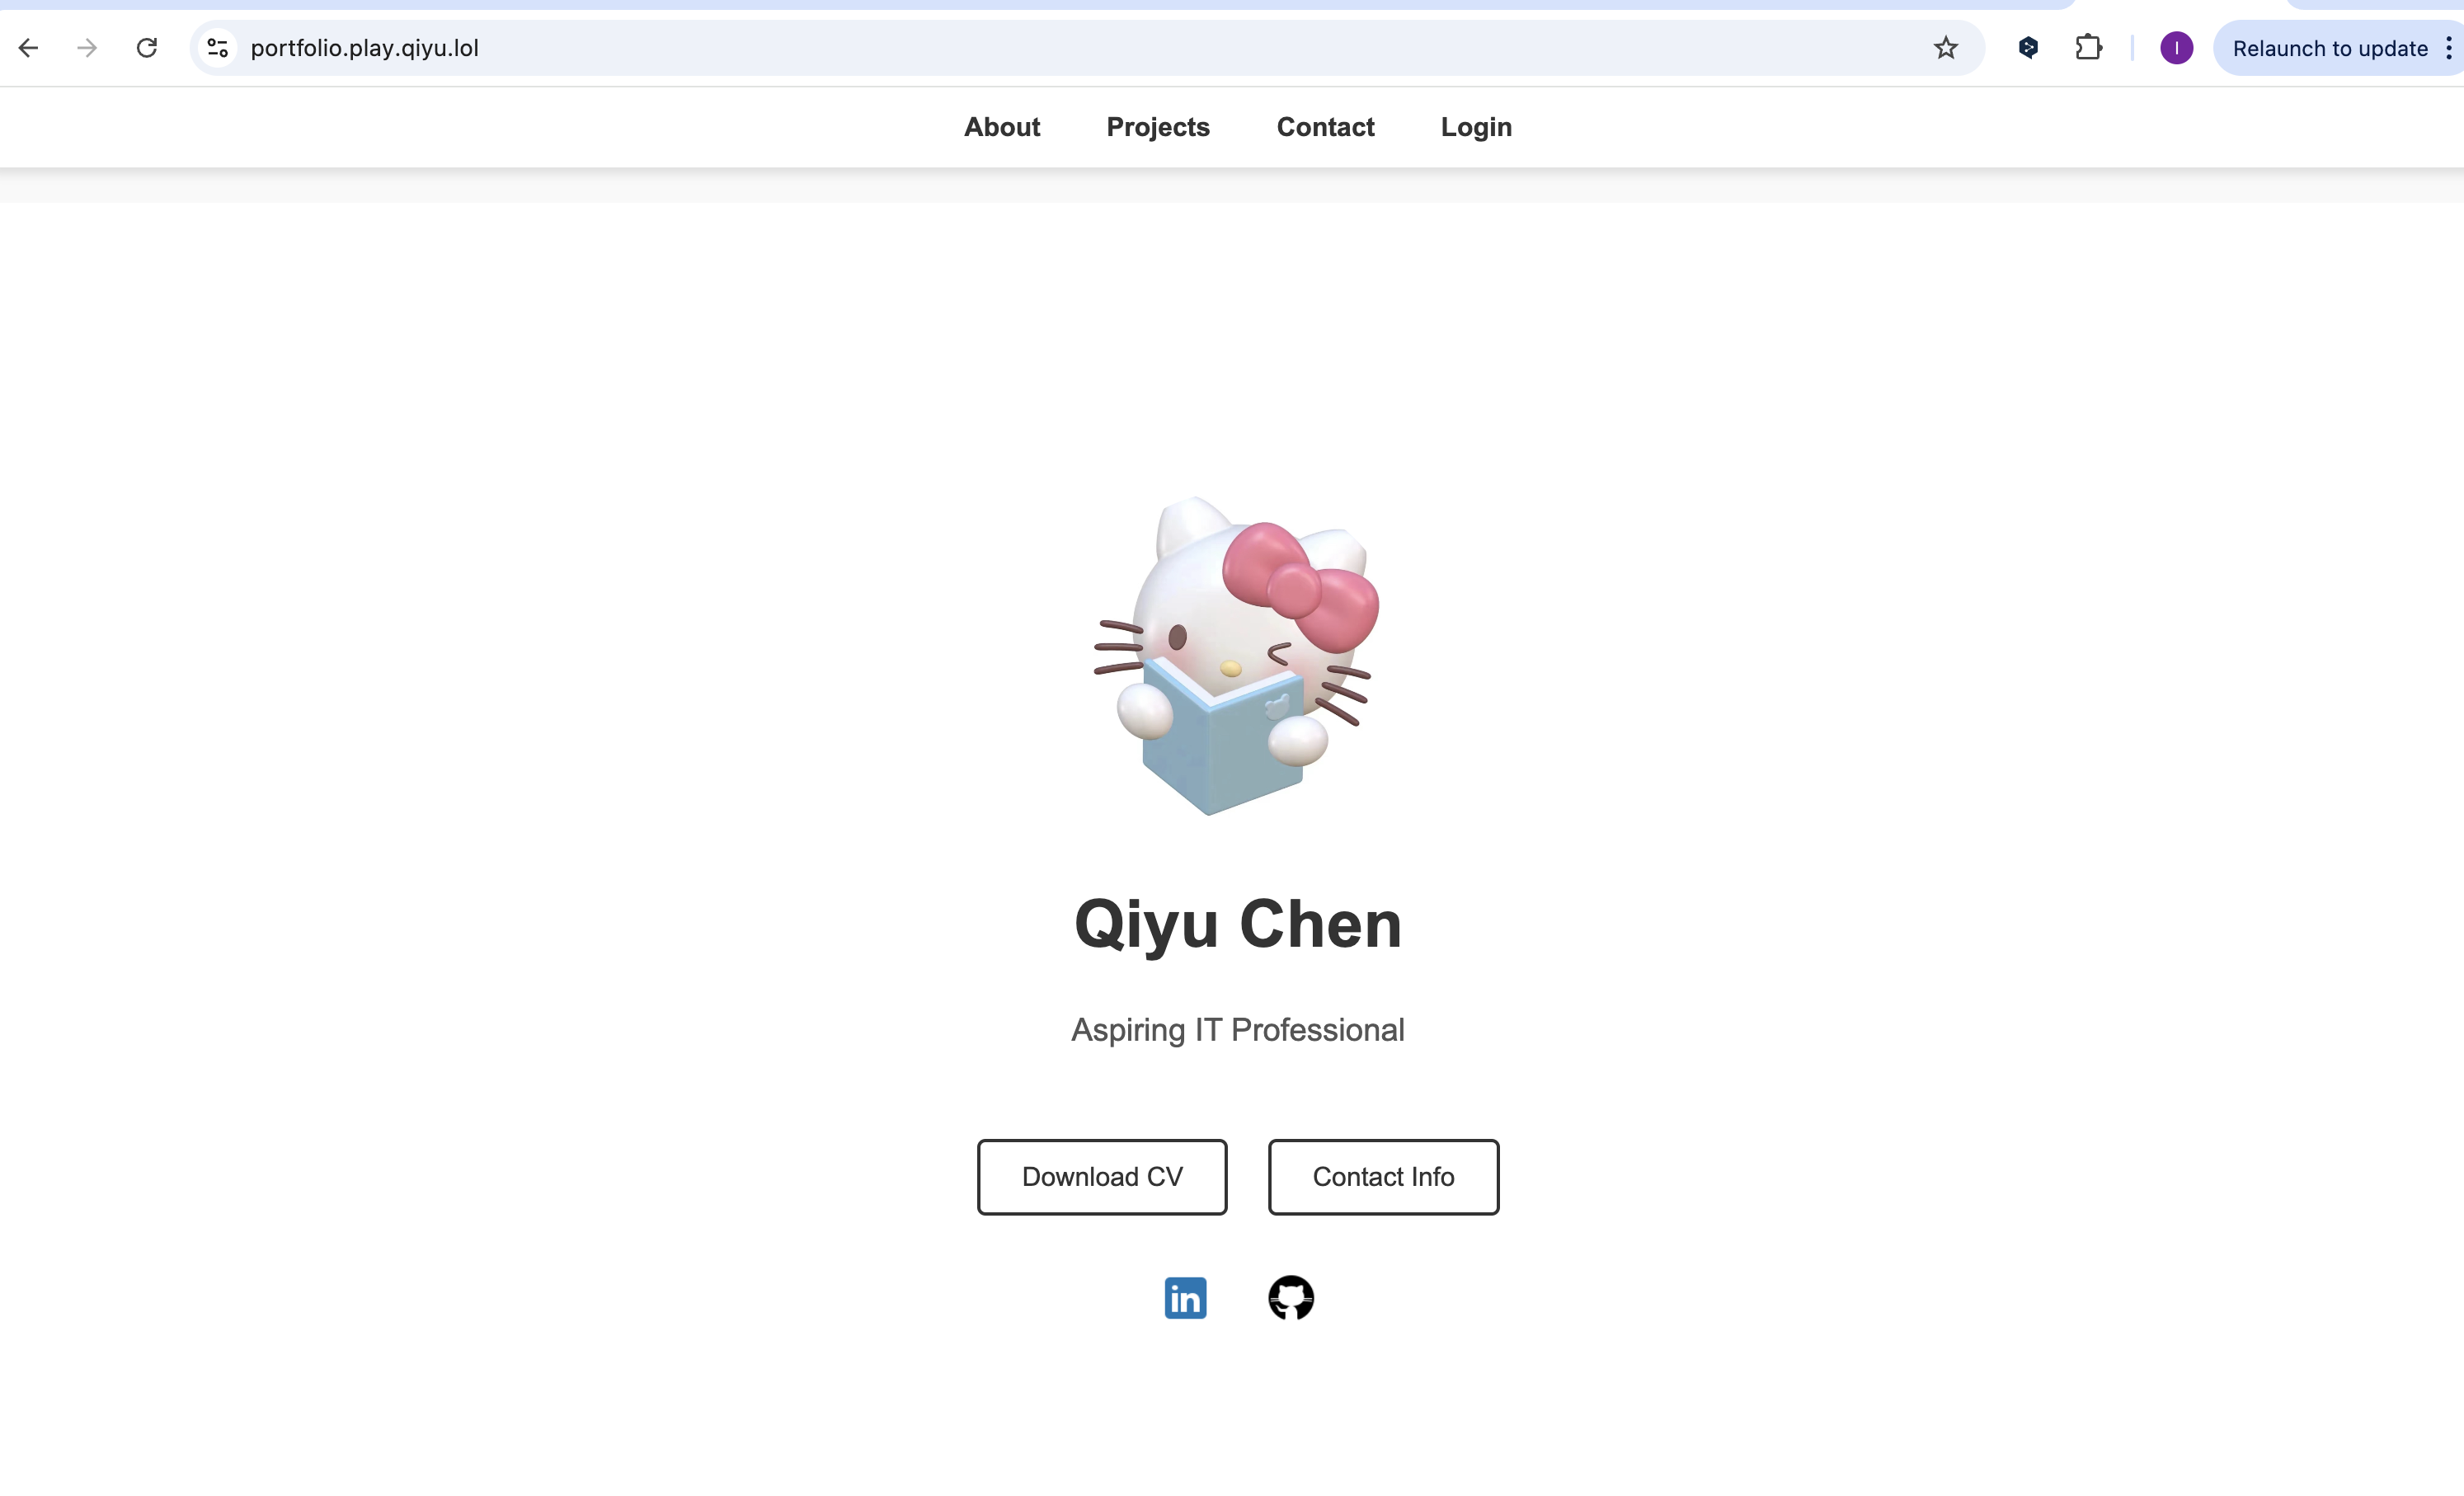 portfolio.play.qiyu.lol
I
Relaunch to update
About Projects Contact Login
Qiyu Chen
Aspiring IT Professional
Download CV Contact Info
in